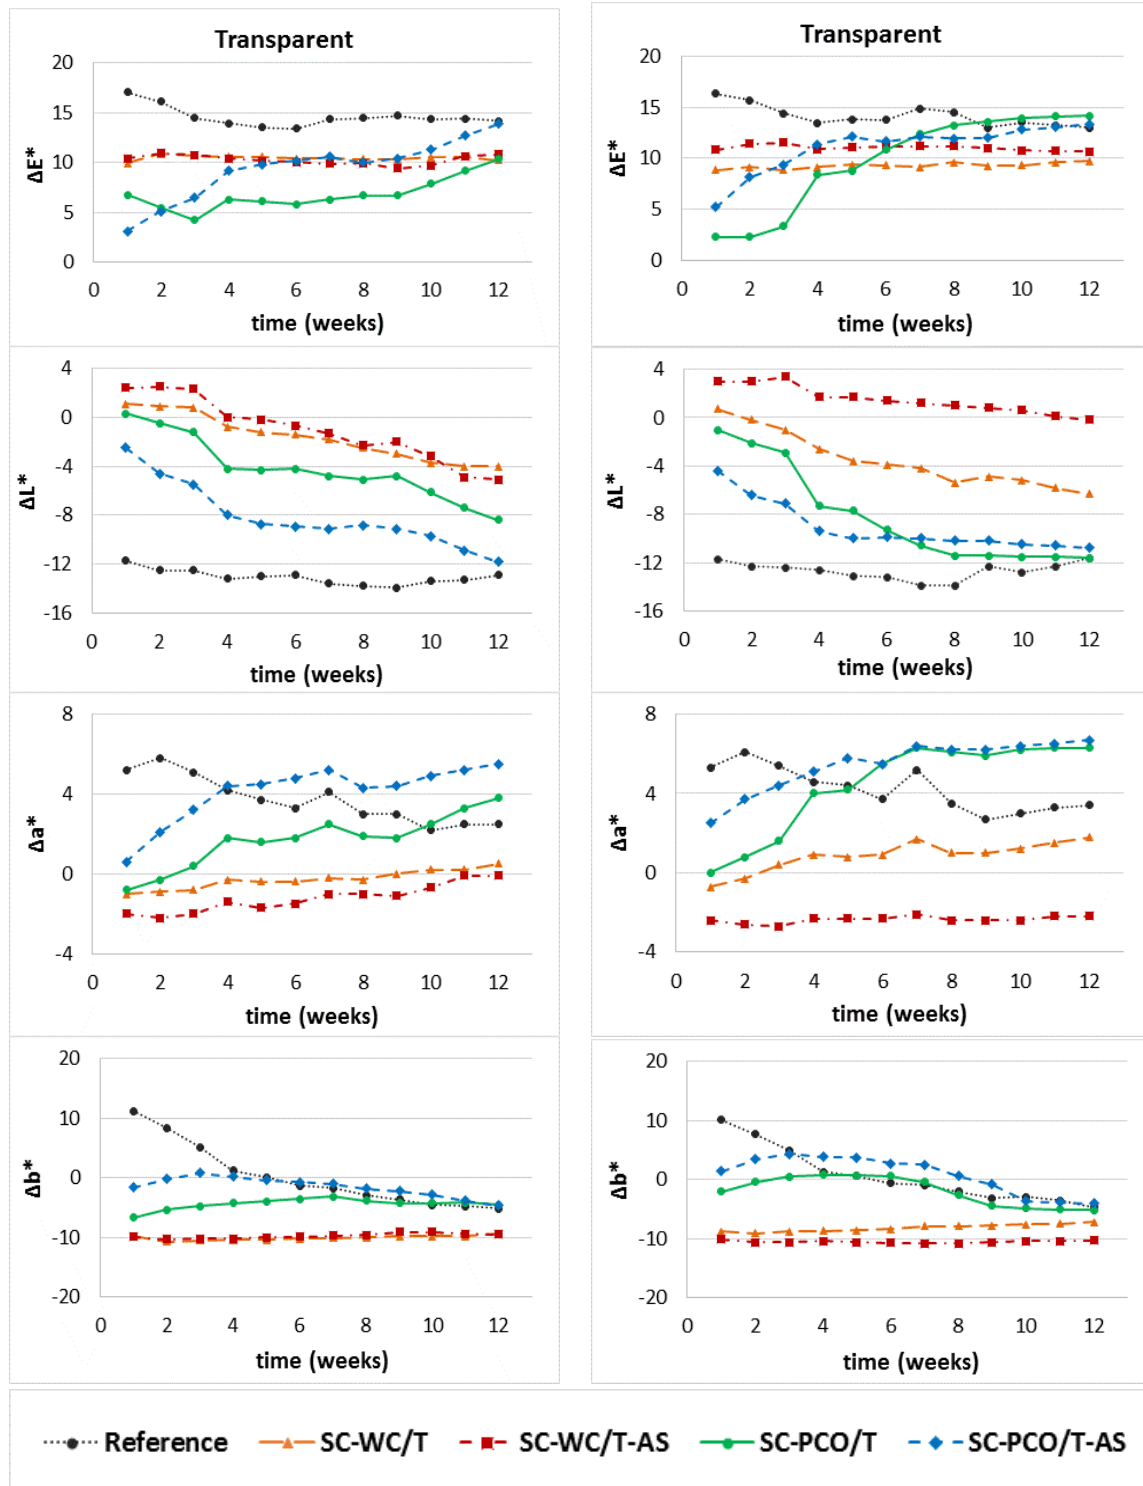 Transparent
20
15
10
5
0
ΔE*
0 2 4 6 8 10 12
time (weeks)
Transparent
20
15
10
5
0
ΔE*
0 2 4 6 8 10 12
time (weeks)
4
0
-4
-8
-12
-16
ΔL*
0 2 4 6 8 10 12
time (weeks)
4
0
-4
-8
-12
-16
ΔL*
0 2 4 6 8 10 12
time (weeks)
8
4
0
-4
Δa*
0 2 4 6 8 10 12
time (weeks)
8
4
0
-4
Δa*
0 2 4 6 8 10 12
time (weeks)
20
10
0
-10
-20
Δb*
0 2 4 6 8 10 12
time (weeks)
20
10
0
-10
-20
Δb*
0 2 4 6 8 10 12
time (weeks)
Reference SC-WC/T SC-WC/T-AS SC-PCO/T SC-PCO/T-AS